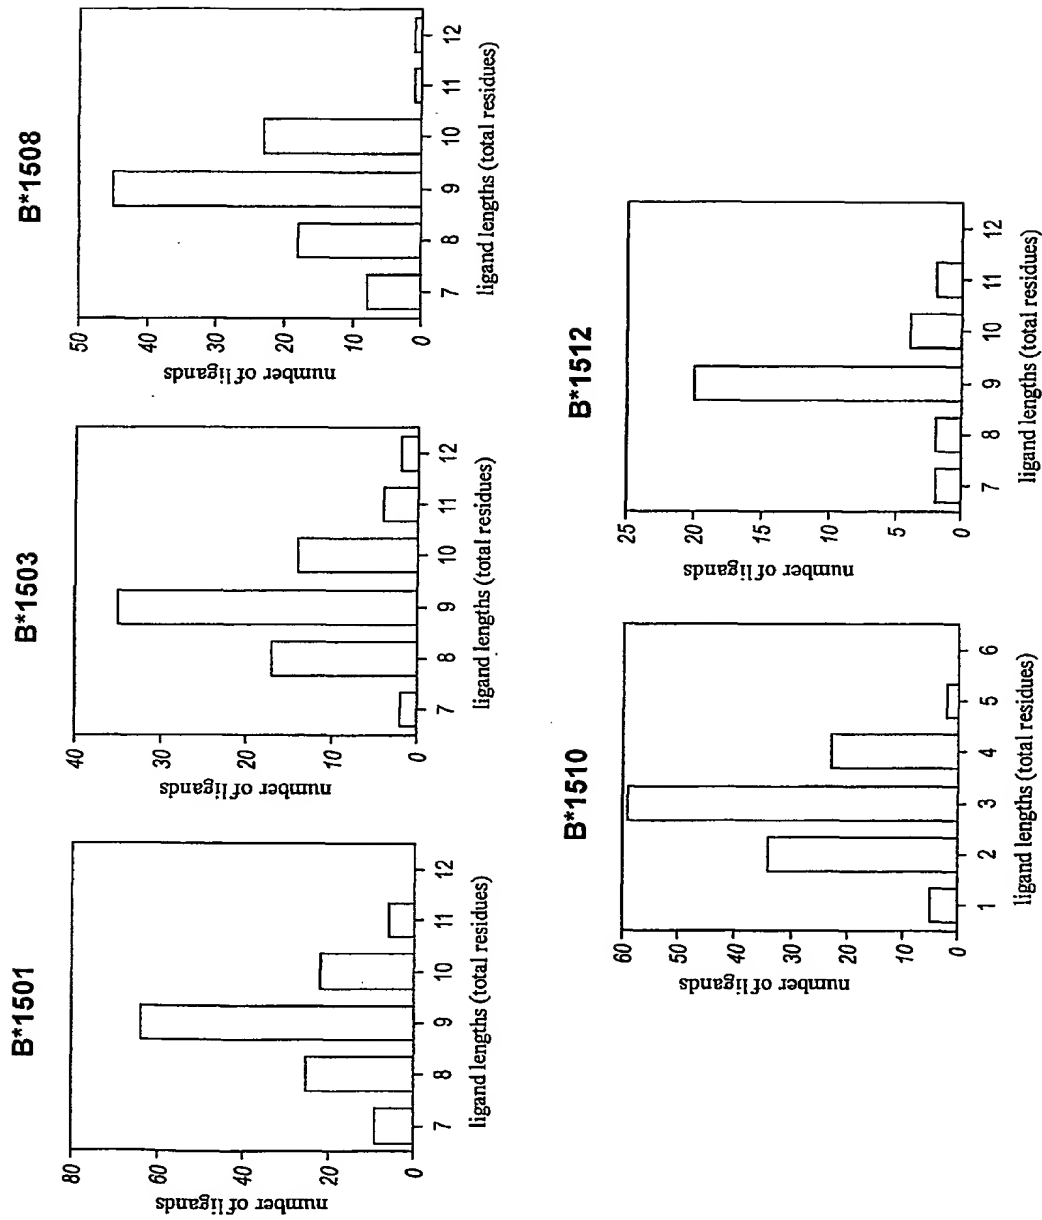 B*1501
80
60
40
20
0
number of ligands
7 8 9 10 11 12
ligand lengths (total residues)
B*1503
40
30
20
10
0
number of ligands
7 8 9 10 11 12
ligand lengths (total residues)
B*1508
50
40
30
20
10
0
number of ligands
7 8 9 10 11 12
ligand lengths (total residues)
B*1510
60
50
40
30
20
10
0
number of ligands
1 2 3 4 5 6
ligand lengths (total residues)
B*1512
25
20
15
10
5
0
number of ligands
7 8 9 10 11 12
ligand lengths (total residues)